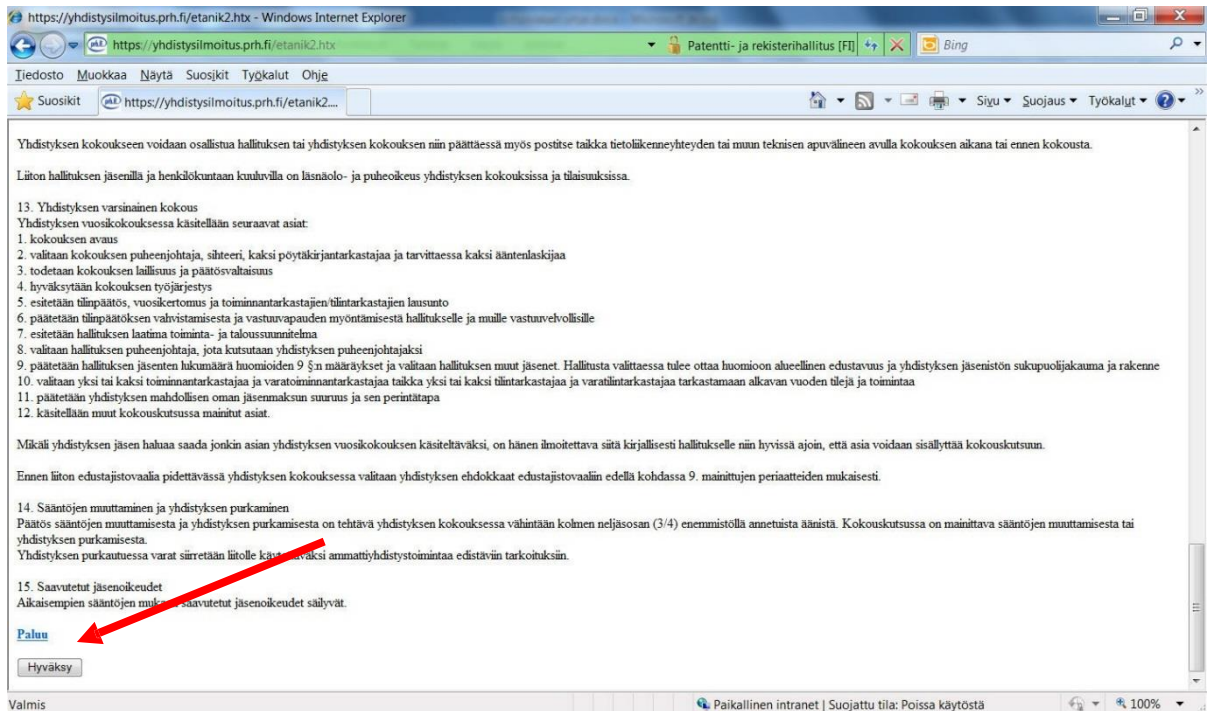 https://yhdistysilmoitus.prh.fi/etanik2.htx - Windows Internet Explorer
https://yhdistysilmoitus.prh.fi/etanik2.htx
Patentti- ja rekisterihallitus [FI]
Bing
Tiedosto Muokkaa Näytä Suosikit Työkalut Ohje
Suosikit
https://yhdistysilmoitus.prh.fi/etanik2....
Sivu
Suojaus
Työkalut
Yhdistyksen kokoukseen voidaan osallistua hallituksen tai yhdistyksen kokouksen niin päättäessä myös postitse taikka tietoliikenneyhteyden tai muun teknisen apuvälineen avulla kokouksen aikana tai ennen kokousta.
Liiton hallituksen jäsenillä ja henkilökuntaan kuuluvilla on läsnäolo- ja puheoikeus yhdistyksen kokouksissa ja tilaisuuksissa.
13. Yhdistyksen varsinainen kokous
Yhdistyksen vuosikokouksessa käsitellään seuraavat asiat:
1. kokouksen avaus
2. valitaan kokouksen puheenjohtaja, sihteeri, kaksi pöytäkirjantarkastajaa ja tarvittaessa kaksi ääntenlaskijaa
3. todetaan kokouksen laillisuus ja päätösvaltaisuus
4. hyväksytään kokouksen työjärjestys
5. esitetään tilinpäätös, vuosikertomus ja toiminnantarkastajien/tilintarkastajien lausunto
6. päätetään tilinpäätöksen vahvistamisesta ja vastuuvapauden myöntämisestä hallitukselle ja muille vastuuvelvollisille
7. esitetään hallituksen laatima toiminta- ja taloussuunnitelma
8. valitaan hallituksen puheenjohtaja, jota kutsutaan yhdistyksen puheenjohtajaksi
9. päätetään hallituksen jäsenten lukumäärä huomioiden 9 §:n määräykset ja valitaan hallituksen muut jäsenet. Hallitusta valittaessa tulee ottaa huomioon alueellinen edustavuus ja yhdistyksen jäsenistön sukupuolijakauma ja rakenne
10. valitaan yksi tai kaksi toiminnantarkastajaa ja varatoiminnantarkastajaa taikka yksi tai kaksi tilintarkastajaa ja varatilintarkastajaa tarkastamaan alkavan vuoden tilejä ja toimintaa
11. päätetään yhdistyksen mahdollisen oman jäsenmaksun suuruus ja sen perintätapa
12. käsitellään muut kokouskutsussa mainitut asiat.
Mikäli yhdistyksen jäsen haluaa saada jonkin asian yhdistyksen vuosikokouksen käsiteltäväksi, on hänen ilmoitettava siitä kirjallisesti hallitukselle niin hyvissä ajoin, että asia voidaan sisällyttää kokouskutsuun.
Ennen liiton edustajistovaalia pidettävässä yhdistyksen kokouksessa valitaan yhdistyksen ehdokkaat edustajistovaaliin edellä kohdassa 9. mainittujen periaatteiden mukaisesti.
14. Sääntöjen muuttaminen ja yhdistyksen purkaminen
Päätös sääntöjen muuttamisesta ja yhdistyksen purkamisesta on tehtävä yhdistyksen kokouksessa vähintään kolmen neljäsosan (3/4) enemmistöllä annetuista äänistä. Kokouskutsussa on mainittava sääntöjen muuttamisesta tai
yhdistyksen purkamisesta.
Yhdistyksen purkautuessa varat siirretään liitolle ammattiyhdistystoimintaa edistäviin tarkoituksiin.
15. Saavutetut jäsenoikeudet
Aikaisempien sääntöjen saavutetut jäsenoikeudet säilyvät.
Paluu
Hyväksy
Valmis
Paikallinen intranet | Suojattu tila: Poissa käytöstä
100%